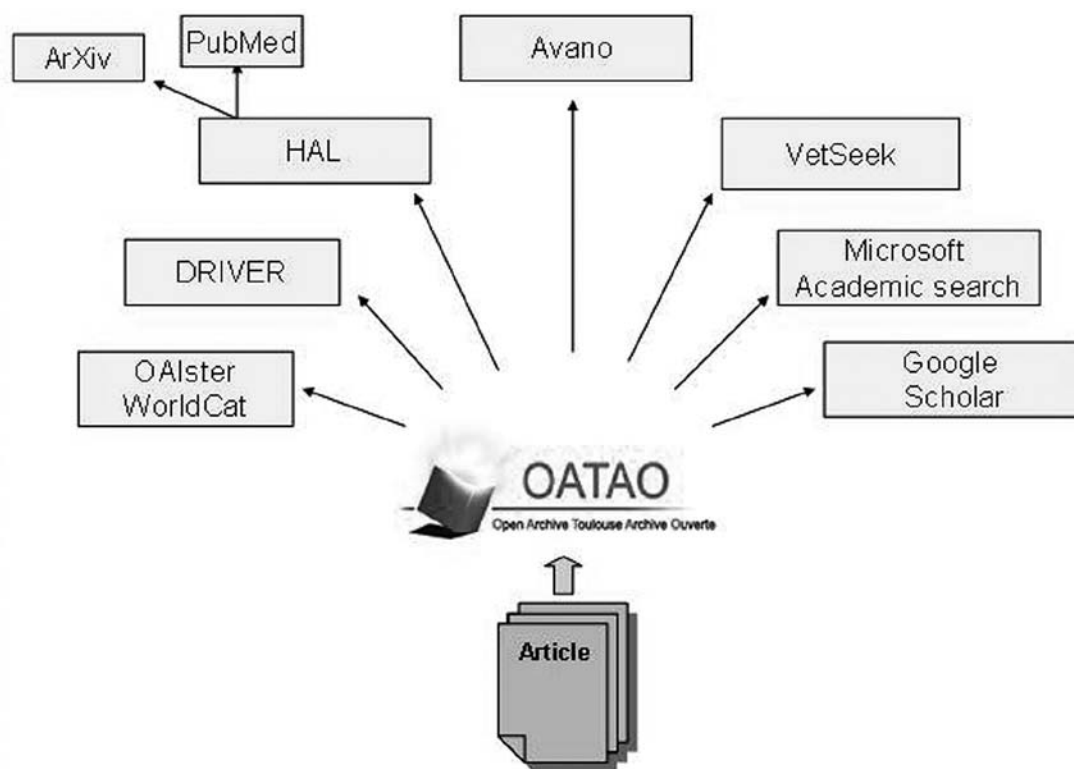 PubMed
ArXiv
Avano
HAL
VetSeek
DRIVER
Microsoft
Academic search
OAIster
WorldCat
Google
Scholar
OATAO
Open Archive Toulouse Archive Ouverte
Article